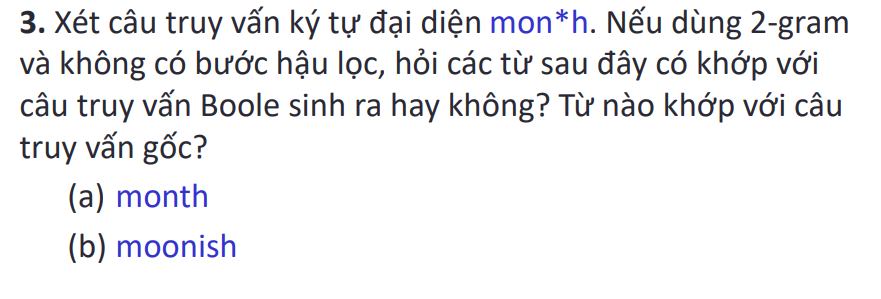 3. Xét câu truy vấn ký tự đại diện mon*h. Nếu dùng 2-gram
và không có bước hậu lọc, hỏi các từ sau đây có khớp với
câu truy vấn Boole sinh ra hay không? Từ nào khớp với câu
truy vấn gốc?
(a) month
(b) moonish